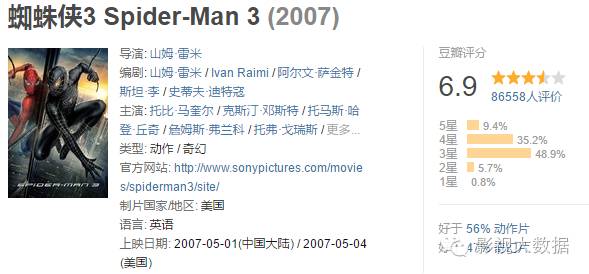 蜘蛛侠3 Spider-Man 3 (2007)
SPIDER-MAN 3
导演: 山姆·雷米
编剧: 山姆·雷米 / Ivan Raimi / 阿尔文·萨金特 /
斯坦·李 / 史蒂夫·迪特寇
主演: 托比·马奎尔 / 克斯汀·邓斯特 / 托马斯·哈
登·丘奇 / 詹姆斯·弗兰科 / 托弗·戈瑞斯 / 更多...
类型: 动作 / 奇幻
官方网站: http://www.sonypictures.com/movie
s/spiderman3/site/
制片国家/地区: 美国
语言: 英语
上映日期: 2007-05-01(中国大陆) / 2007-05-04
(美国)
豆瓣评分
6.9
86558人评价
5星 9.4%
4星 35.2%
3星 48.9%
2星 5.7%
1星 0.8%
好于 56% 动作片
47%
影视大数据